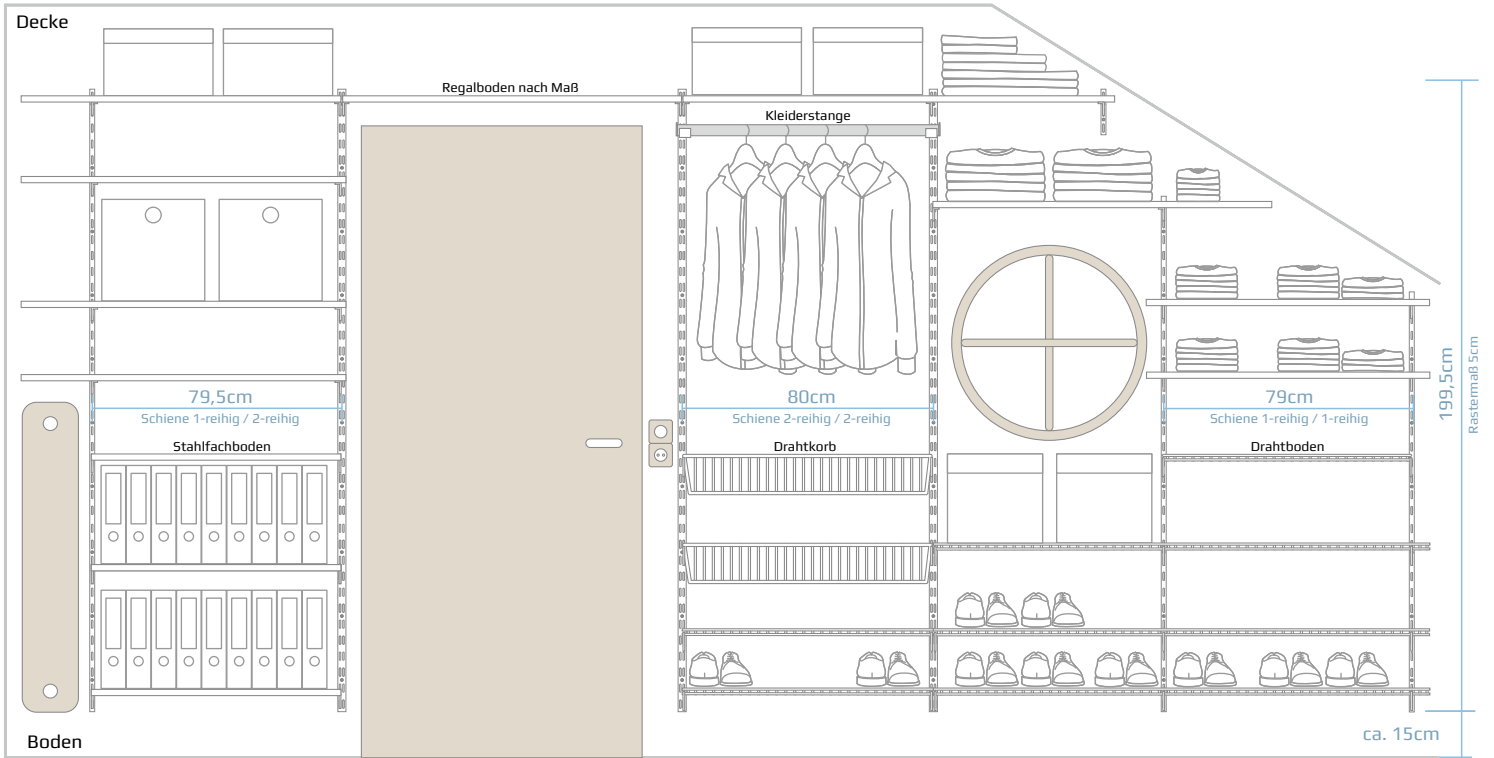 Decke
Regalboden nach Maß
Kleiderstange
79,5cm
Schiene 1-reihig / 2-reihig
Stahlfachboden
80cm
Schiene 2-reihig / 2-reihig
Drahtkorb
79cm
Schiene 1-reihig / 1-reihig
Drahtboden
199,5cm
Rastermaß 5cm
ca. 15cm
Boden